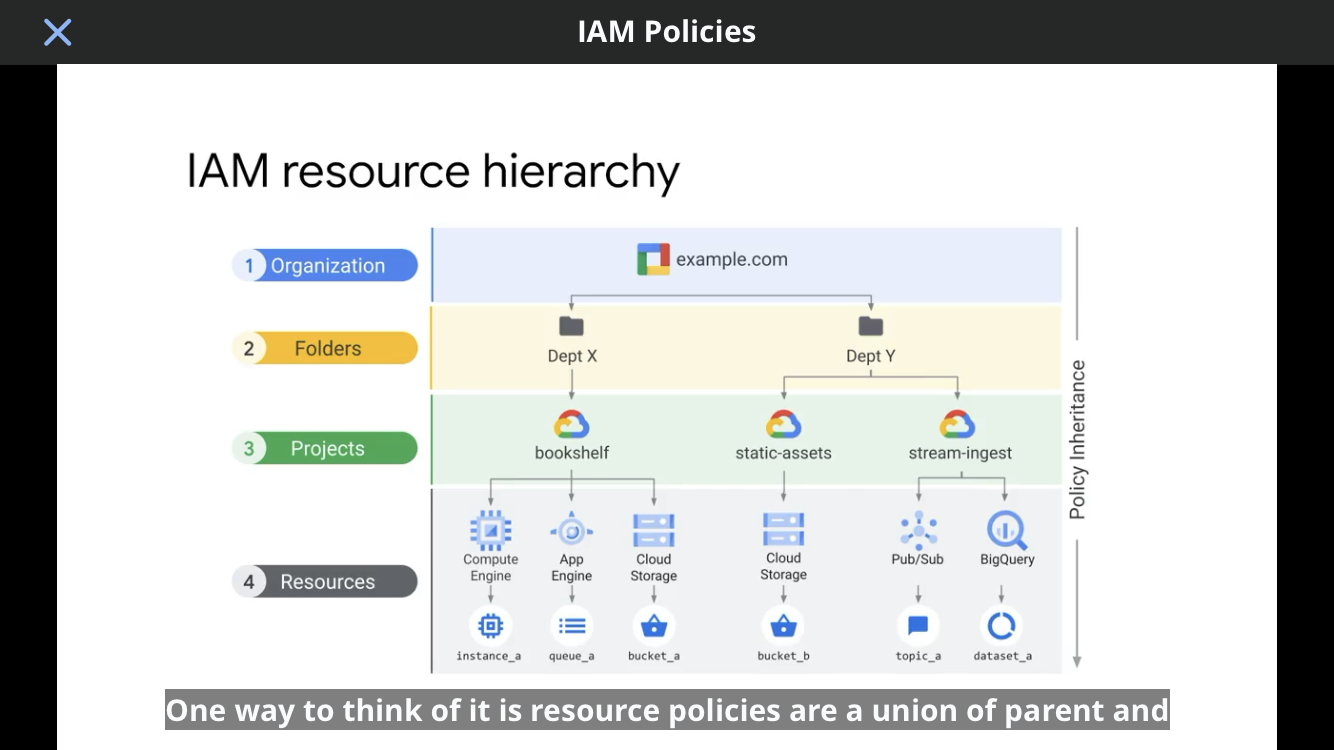 IAM Policies
IAM resource hierarchy
1 Organization
example.com
2 Folders
Dept X
Dept Y
3 Projects
bookshelf
static-assets
stream-ingest
4 Resources
Compute
Engine
App
Engine
Cloud
Storage
Cloud
Storage
Pub/Sub
BigQuery
instance_a
queue_a
bucket_a
bucket_b
topic_a
dataset_a
Policy Inheritance
One way to think of it is resource policies are a union of parent and